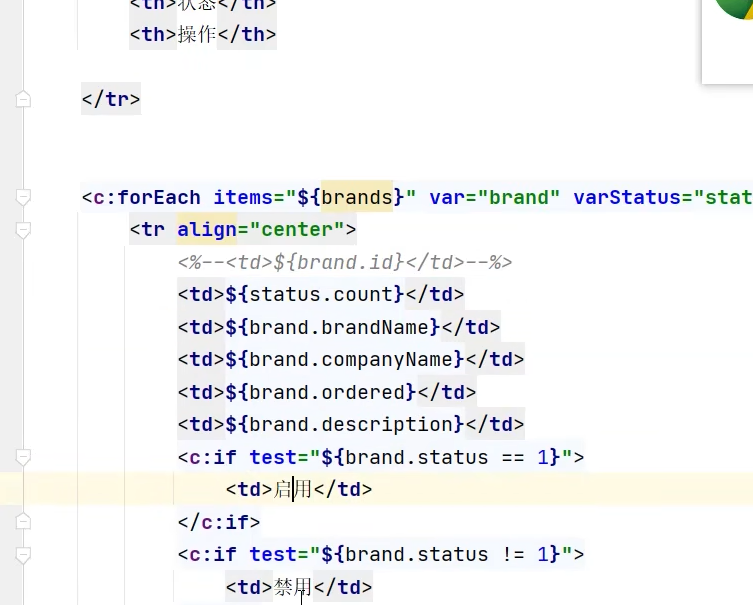 <th>状态</th>
<th>操作</th>
</tr>
<c:forEach items="${brands}" var="brand" varStatus="stat
<tr align="center">
<%--<td>${brand.id}</td>--%>
<td>${status.count}</td>
<td>${brand.brandName}</td>
<td>${brand.companyName}</td>
<td>${brand.ordered}</td>
<td>${brand.description}</td>
<c:if test="${brand.status == 1}">
<td>启用</td>
</c:if>
<c:if test="${brand.status != 1}">
<td>禁用</td>